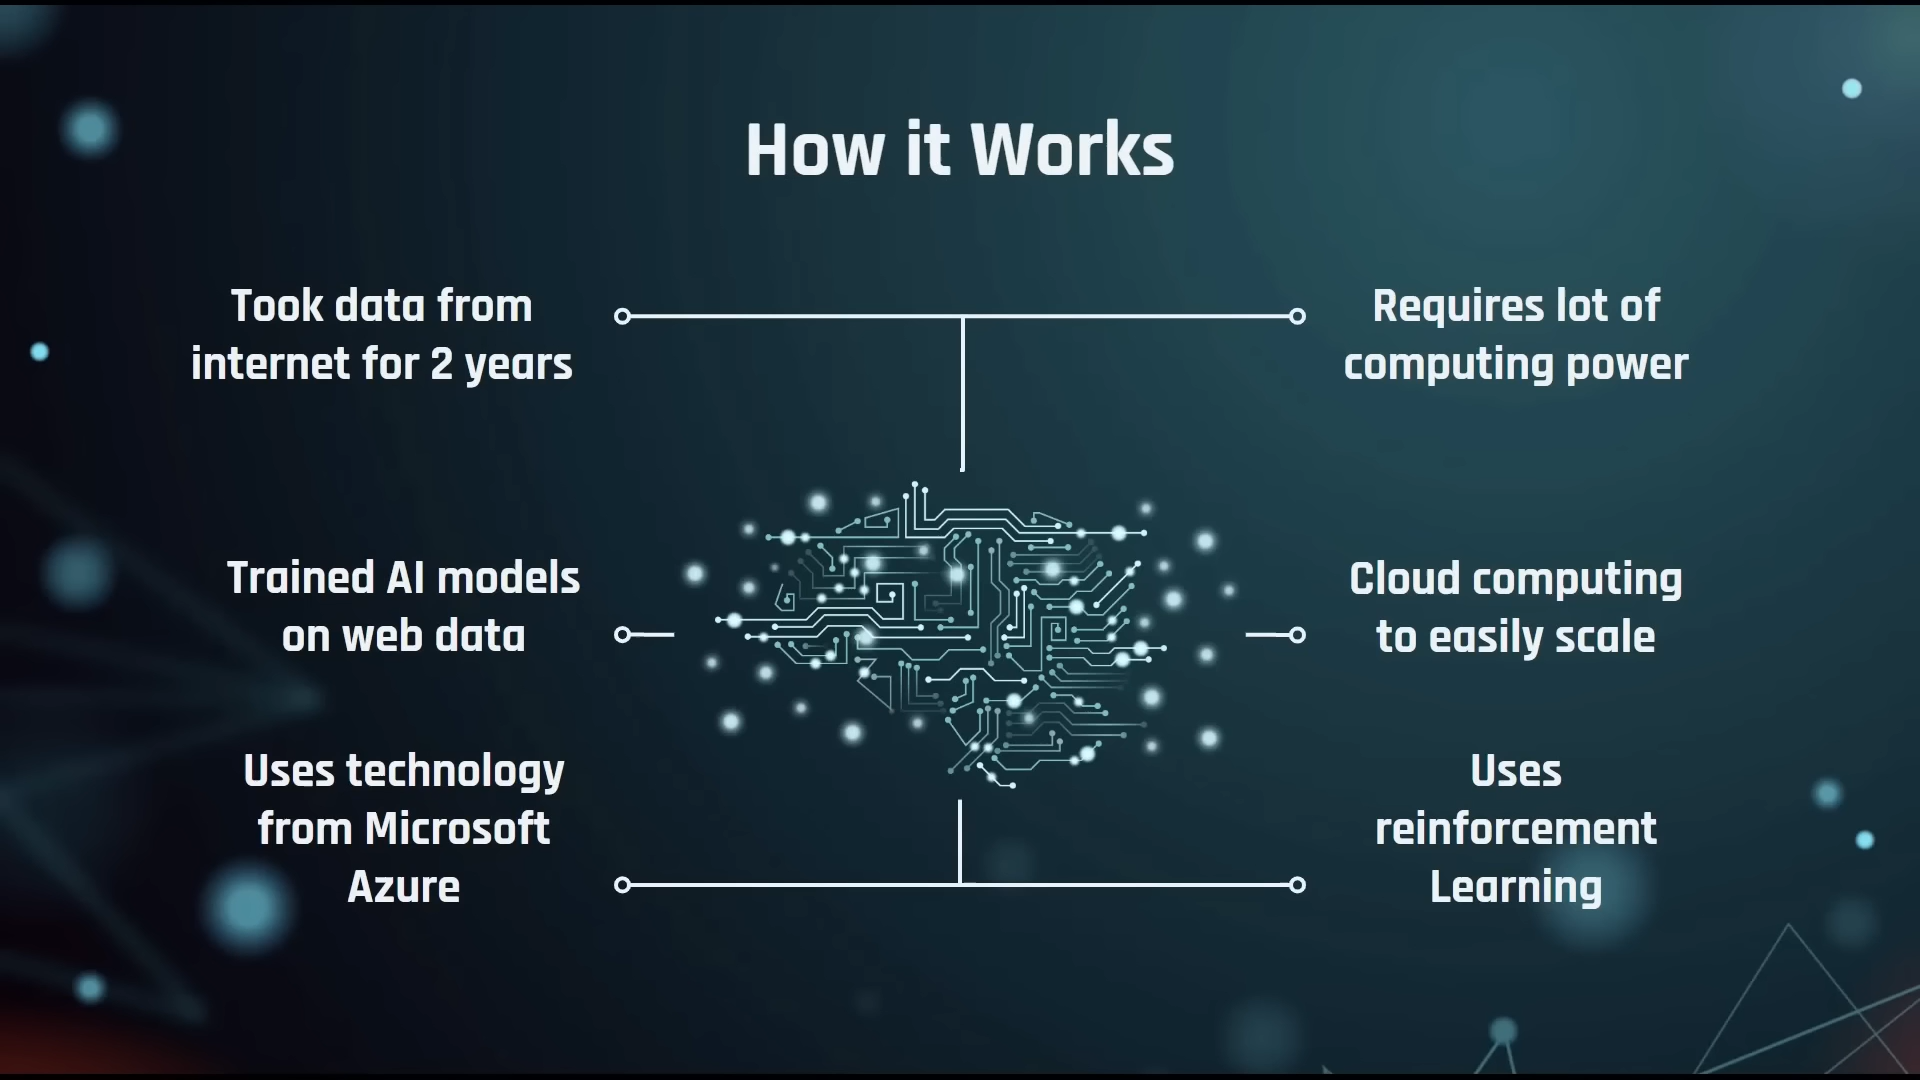 How it Works
Took data from
internet for 2 years
Requires lot of
computing power
Trained AI models
on web data
Cloud computing
to easily scale
Uses technology
from Microsoft
Azure
Uses
reinforcement
Learning